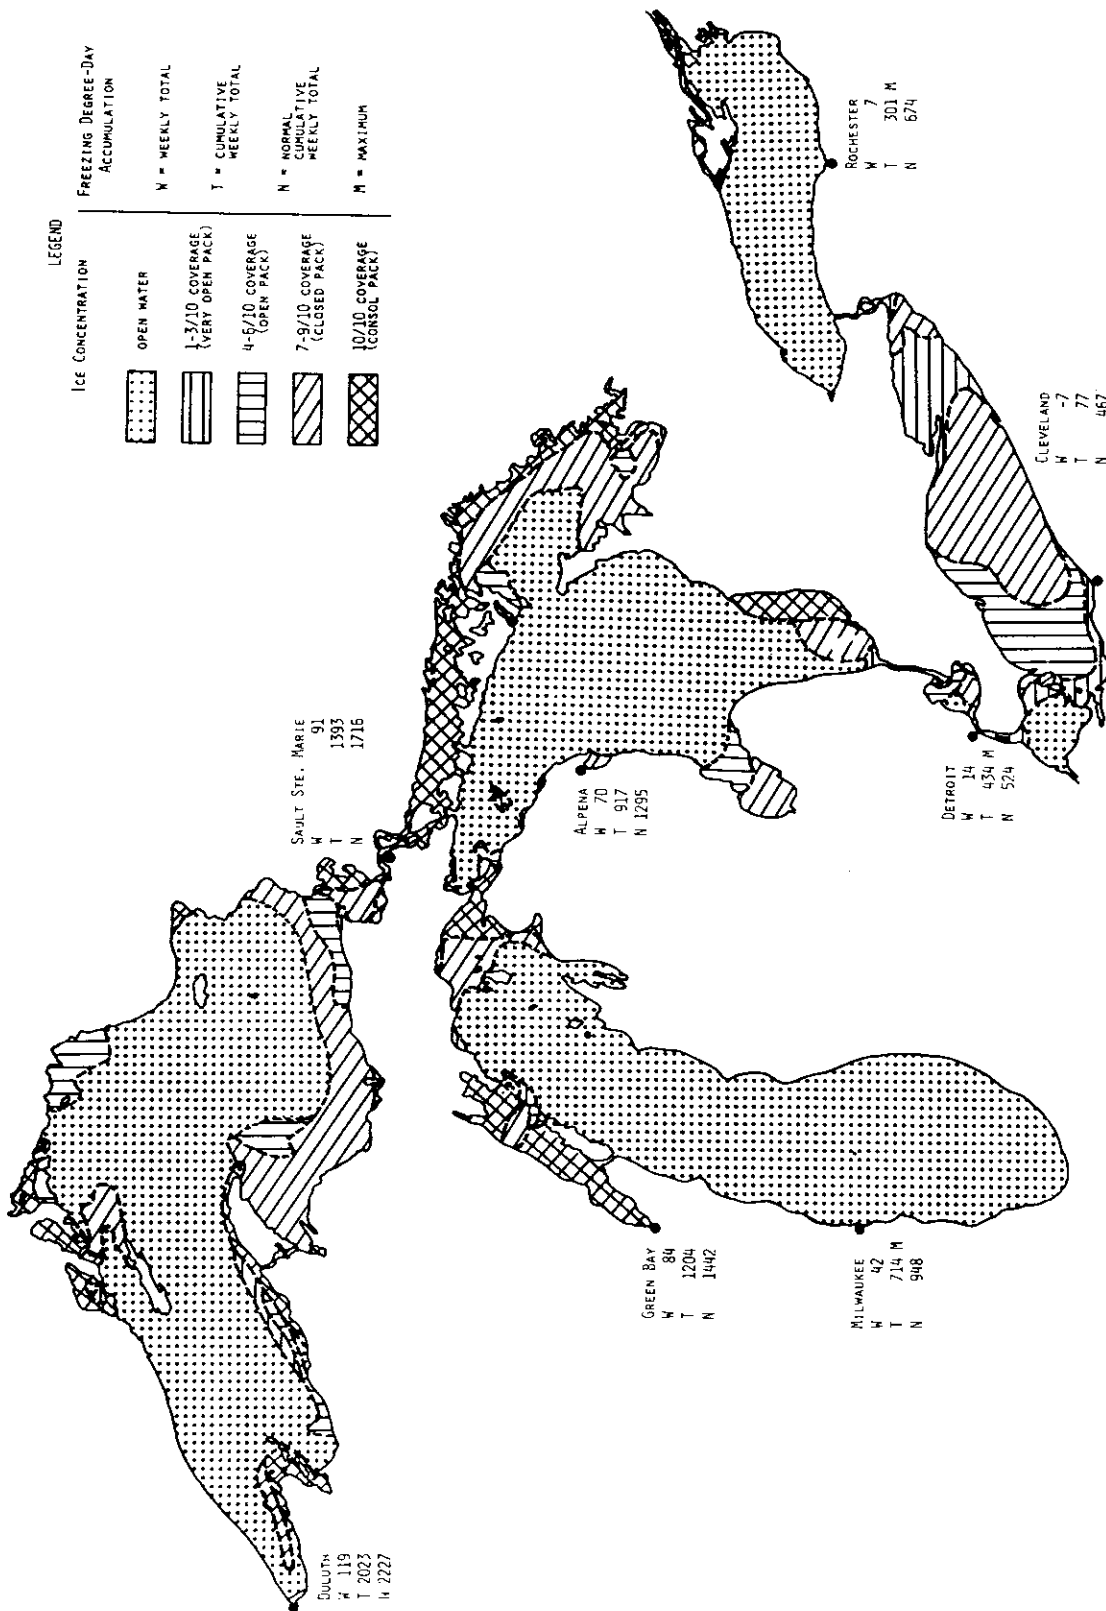 LEGEND
ICE CONCENTRATION
OPEN WATER
1-3/10 COVERAGE
(VERY OPEN PACK)
4-6/10 COVERAGE
(OPEN PACK)
7-9/10 COVERAGE
(CLOSED PACK)
10/10 COVERAGE
(CONSOL PACK)
FREEZING DEGREE-DAY
ACCUMULATION
W = WEEKLY TOTAL
T = CUMULATIVE
WEEKLY TOTAL
N = NORMAL
CUMULATIVE
WEEKLY TOTAL
M = MAXIMUM
DULUTH
W 119
T 2023
N 2227
SAULT STE. MARIE
W 91
T 1393
N 1716
GREEN BAY
W 84
T 1204
N 1442
ALPENA
W 70
T 917
N 1295
MILWAUKEE
W 42
T 714 M
N 948
DETROIT
W 14
T 434 M
N 524
CLEVELAND
W -7
T 77
N 467
ROCHESTER
W 7
T 301 M
N 674